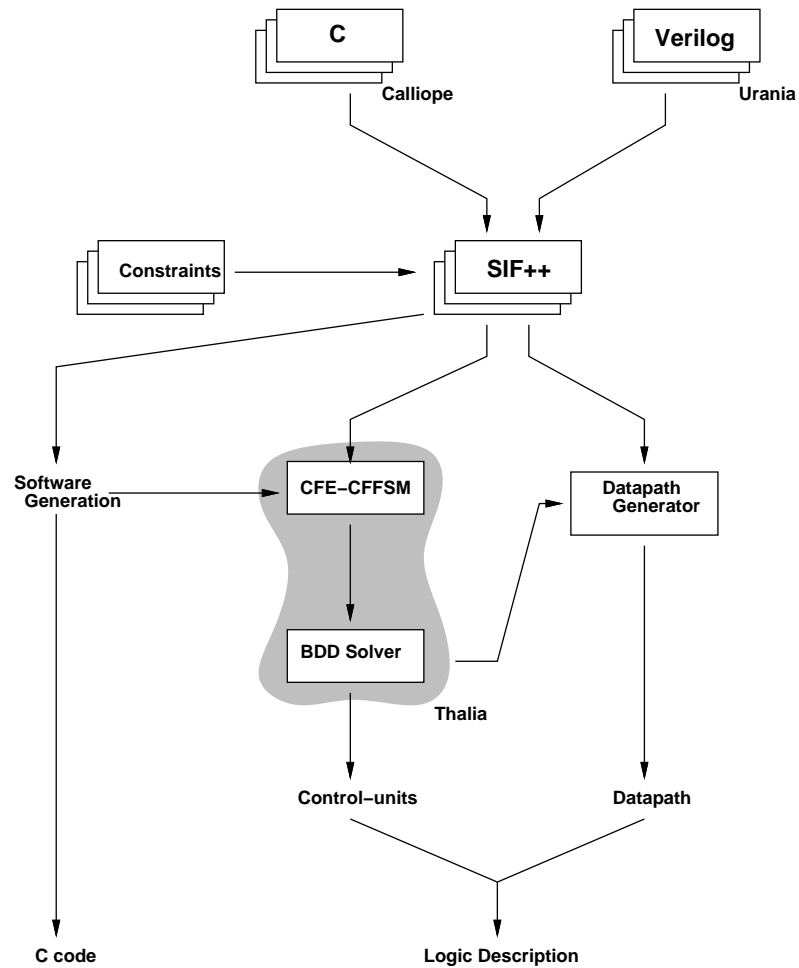 C
Verilog
Calliope
Urania
SIF++
Constraints
Software
Generation
CFE−CFFSM
Datapath
Generator
BDD Solver
Thalia
Control−units
Datapath
C code
Logic Description